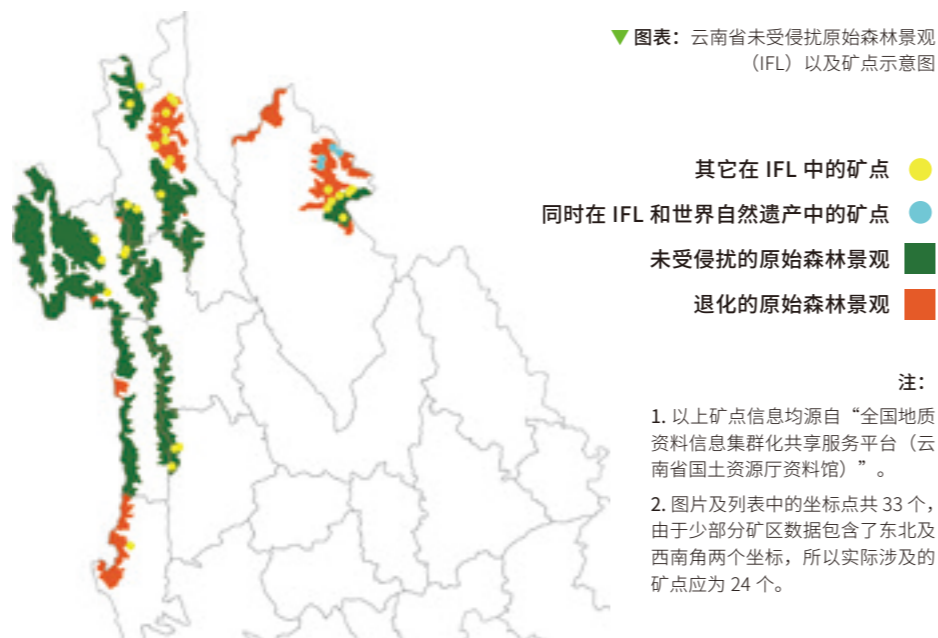 ▼ 图表：云南省未受侵扰原始森林景观
（IFL）以及矿点示意图
其它在 IFL 中的矿点
同时在 IFL 和世界自然遗产中的矿点
未受侵扰的原始森林景观
退化的原始森林景观
注：
1. 以上矿点信息均源自“全国地质
资料信息集群化共享服务平台（云
南省国土资源厅资料馆）”。
2. 图片及列表中的坐标点共 33 个，
由于少部分矿区数据包含了东北及
西南角两个坐标，所以实际涉及的
矿点应为 24 个。